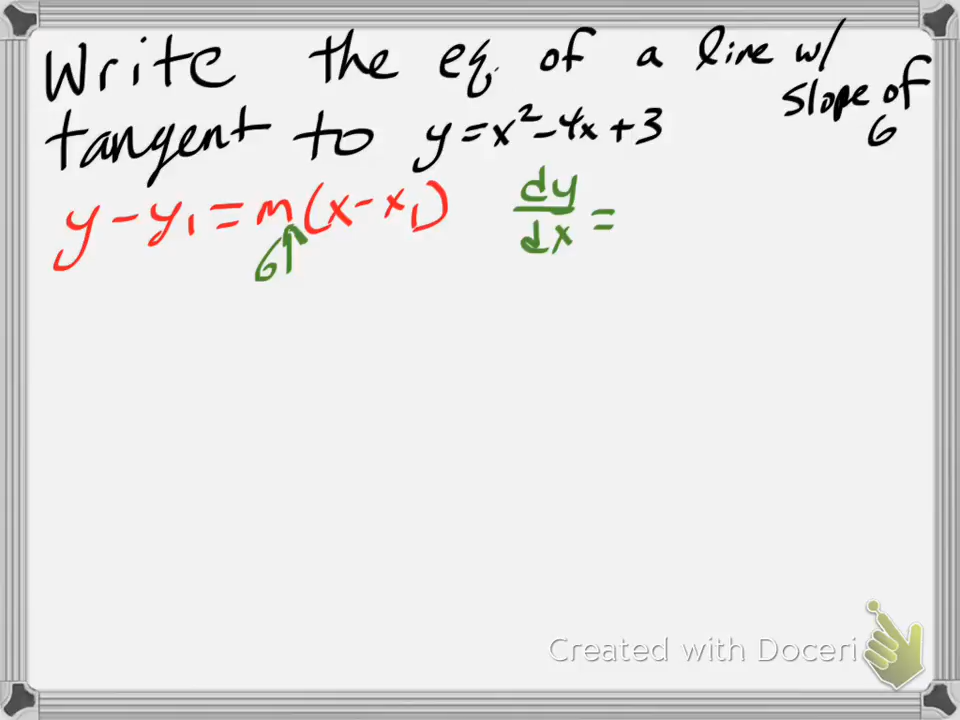 Write the eq. of a line w/ slope of 6
tangent to y = x² - 4x + 3
y - y₁ = m(x - x₁)
6
dy/dx =
Created with Doceri